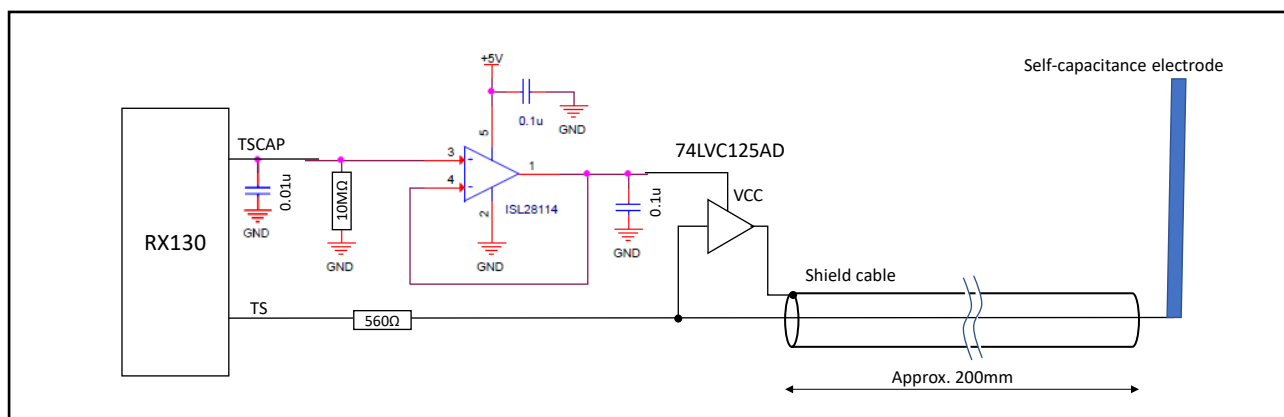 Self-capacitance electrode
+5V
0.1u
GND
5
TSCAP
3
+
1
4
-
74LVC125AD
VCC
0.01u
GND
10MΩ
GND
2
ISL28114
GND
0.1u
GND
RX130
Shield cable
TS
560Ω
Approx. 200mm